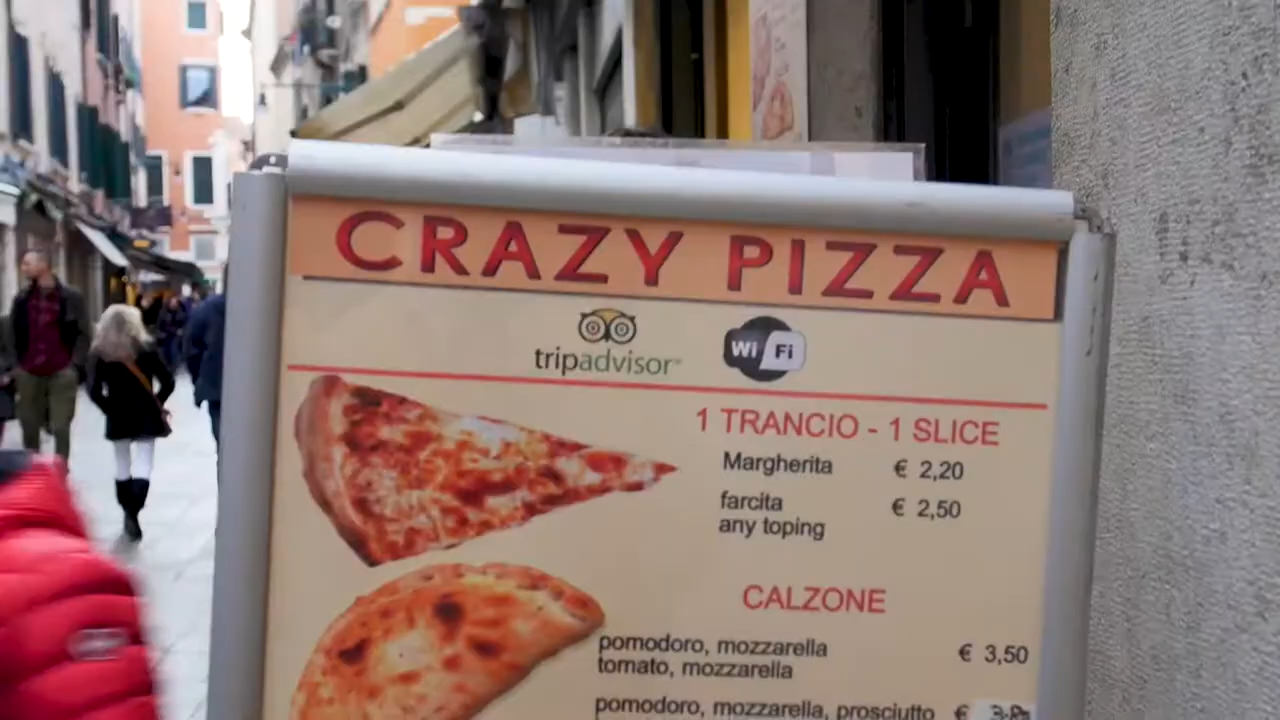 CRAZY PIZZA
tripadvisor
Wi Fi
1 TRANCIO - 1 SLICE
Margherita € 2,20
farcita € 2,50
any toping
CALZONE
pomodoro, mozzarella € 3,50
tomato, mozzarella
pomodoro, mozzarella, prosciutto €